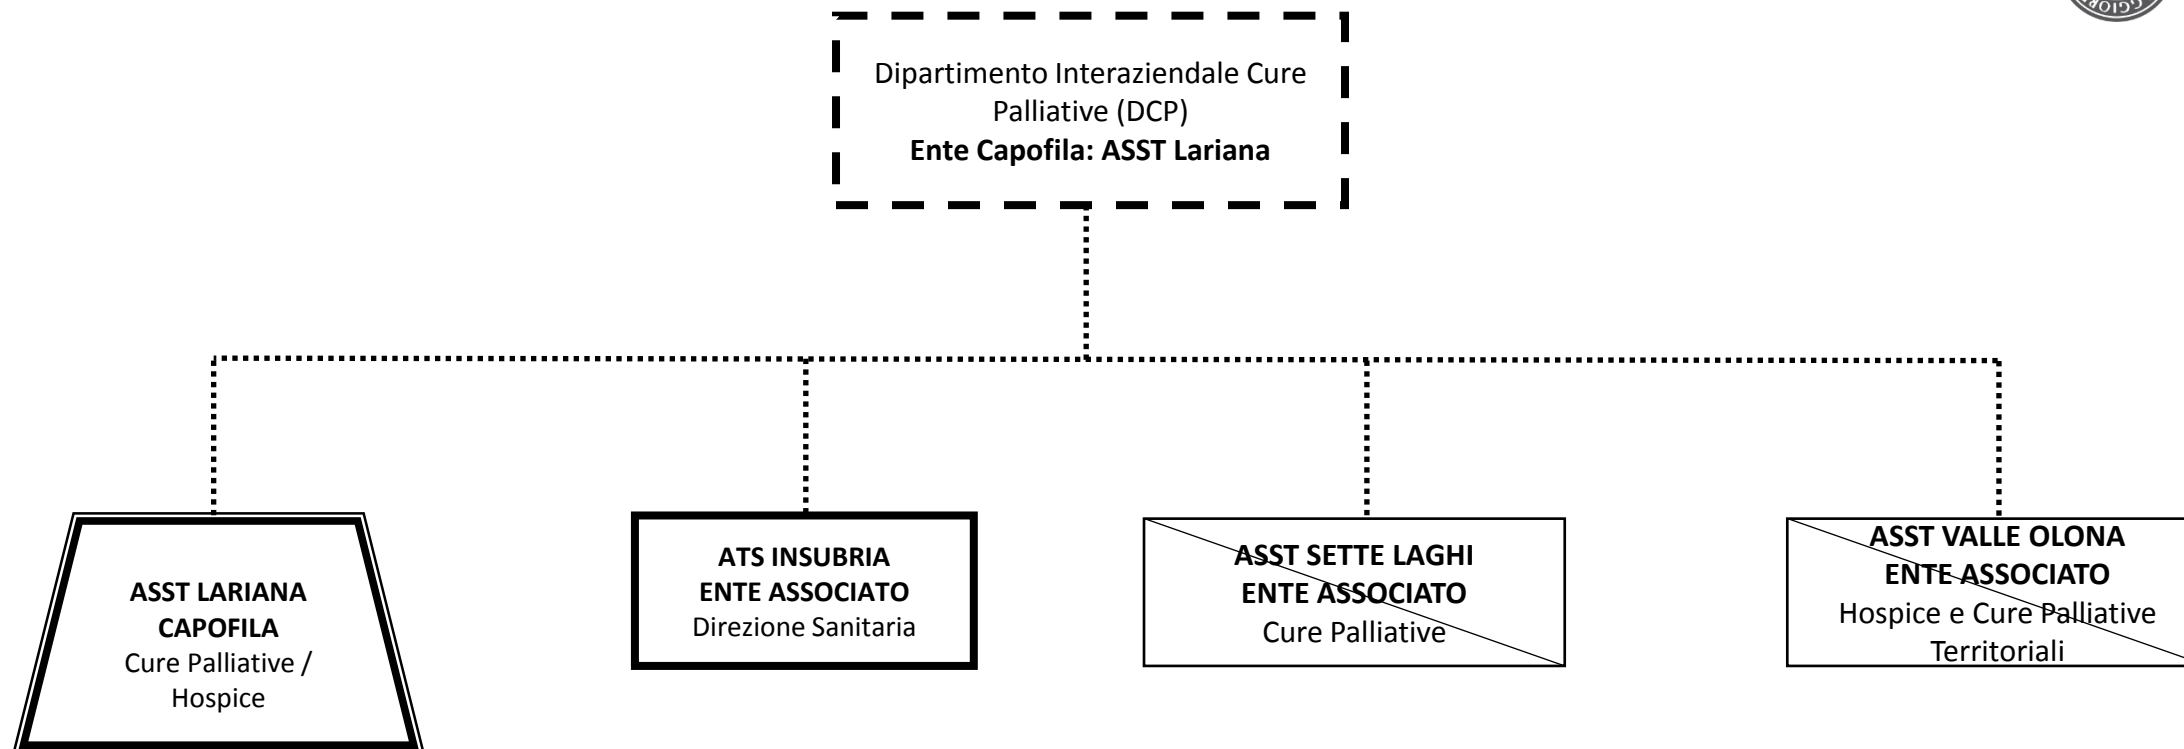 Dipartimento Interaziendale Cure
Palliative (DCP)
Ente Capofila: ASST Lariana
ASST LARIANA
CAPOFILA
Cure Palliative /
Hospice
ATS INSUBRIA
ENTE ASSOCIATO
Direzione Sanitaria
ASST SETTE LAGHI
ENTE ASSOCIATO
Cure Palliative
ASST VALLE OLONA
ENTE ASSOCIATO
Hospice e Cure Palliative
Territoriali